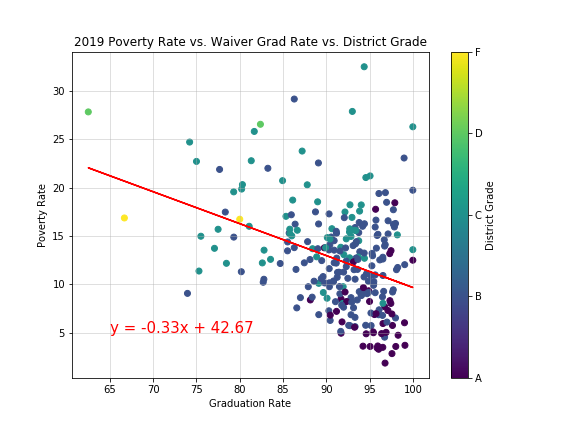 2019 Poverty Rate vs. Waiver Grad Rate vs. District Grade
30
25
20
15
10
5
Poverty Rate
y = -0.33x + 42.67
65 70 75 80 85 90 95 100
Graduation Rate
F
D
C
B
A
District Grade